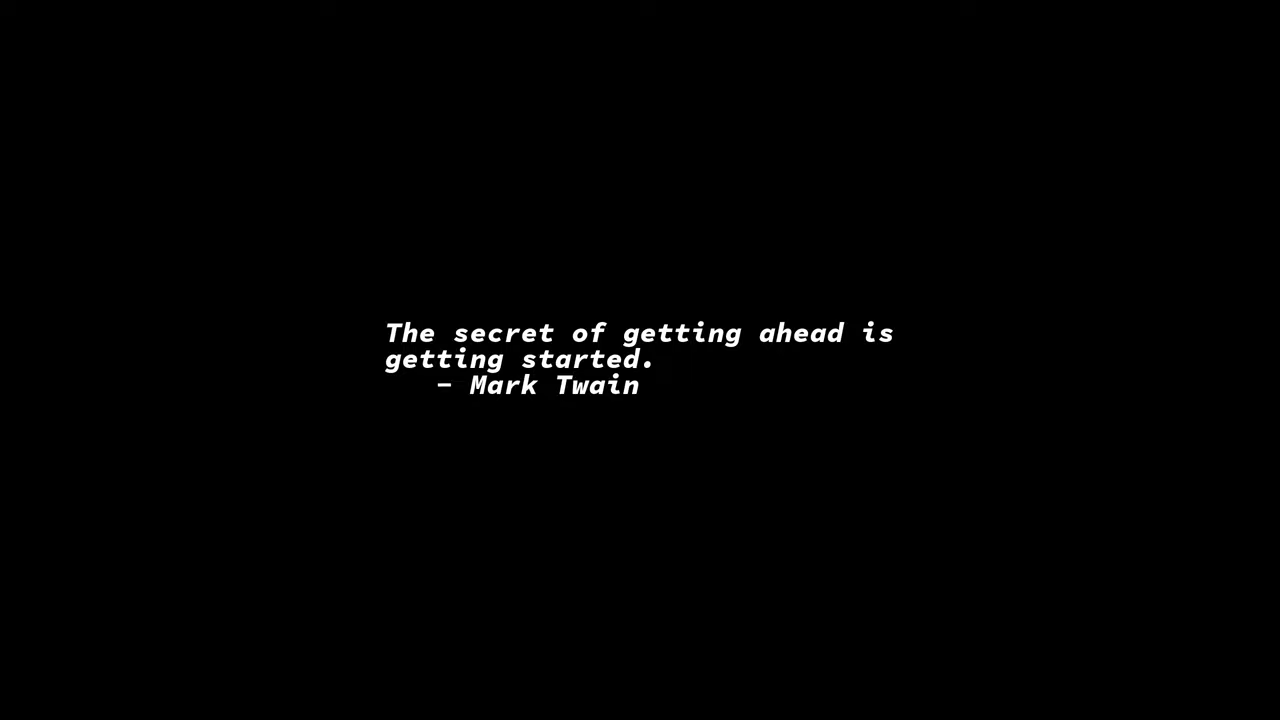 The secret of getting ahead is
getting started.
– Mark Twain